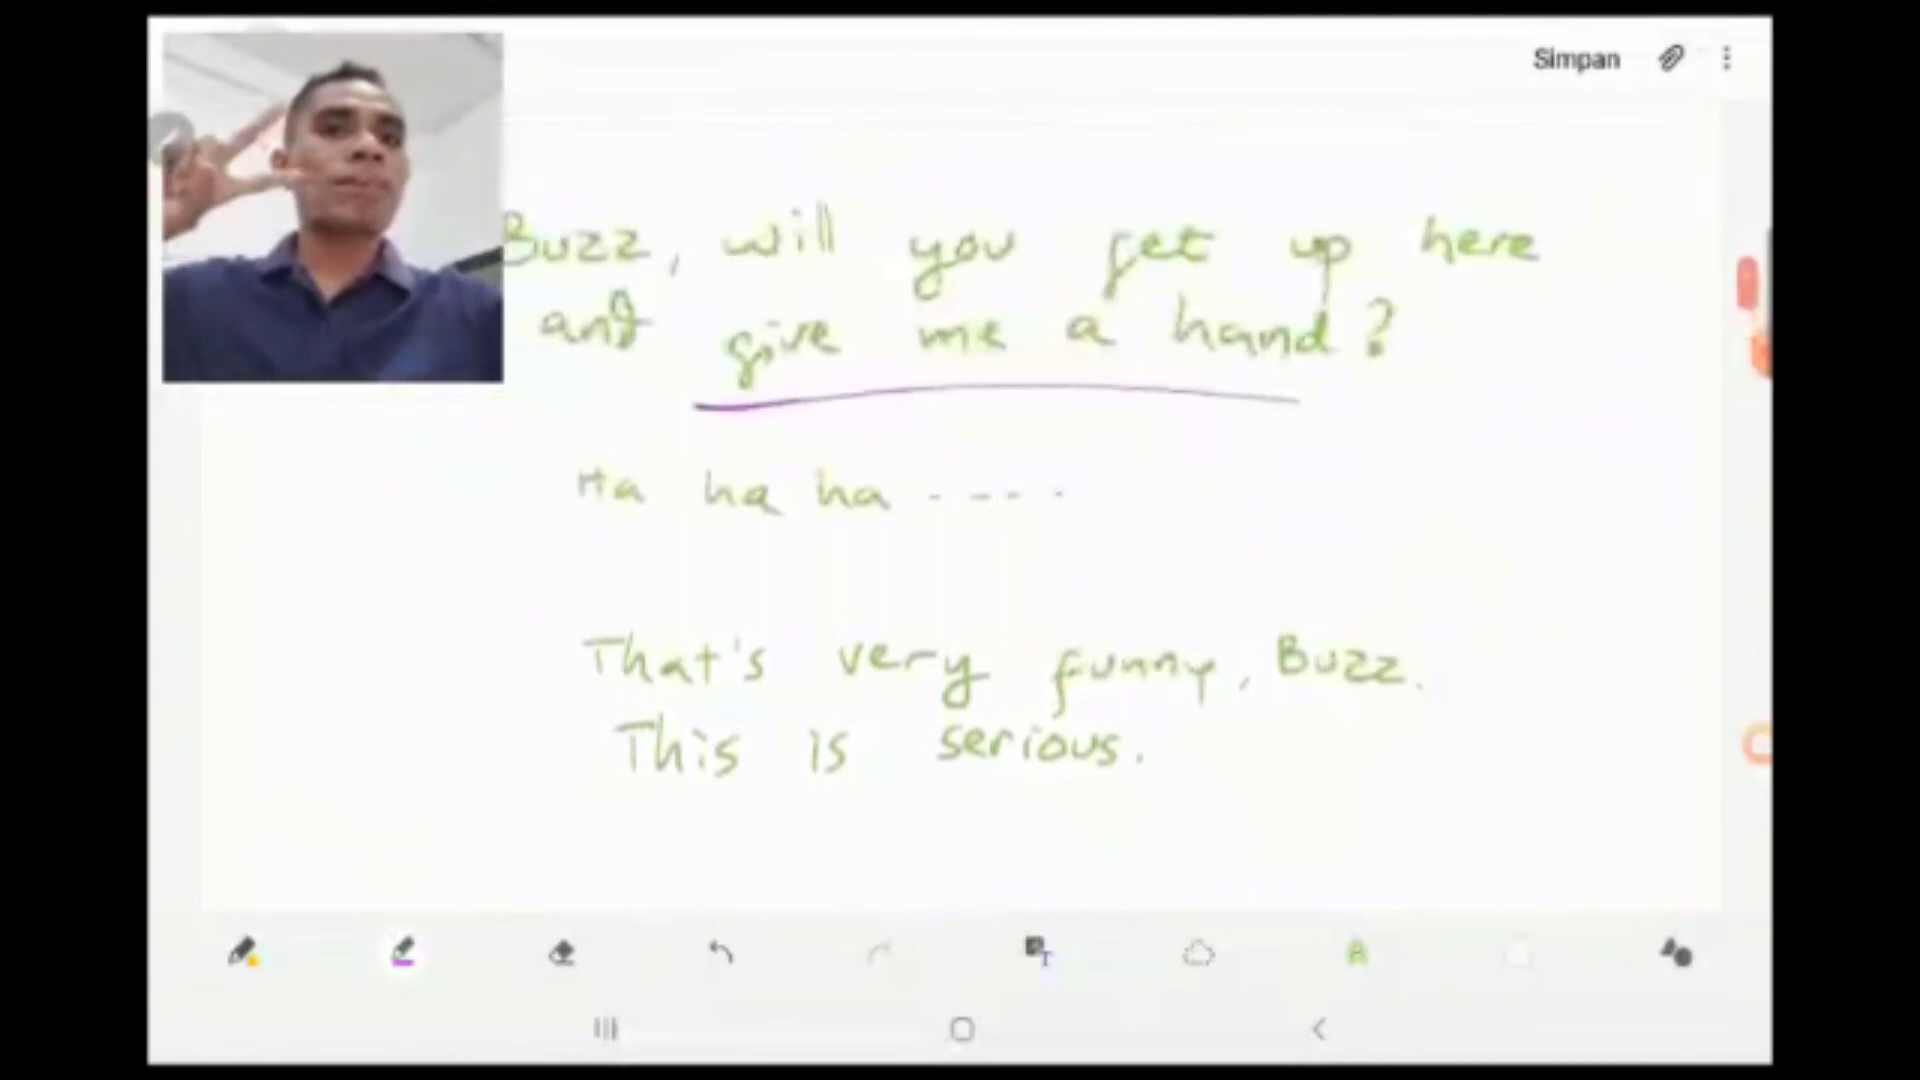 Simpan
Buzz, will you get up here
and give me a hand?
Ha ha ha ----
That's very funny, Buzz.
This is serious.